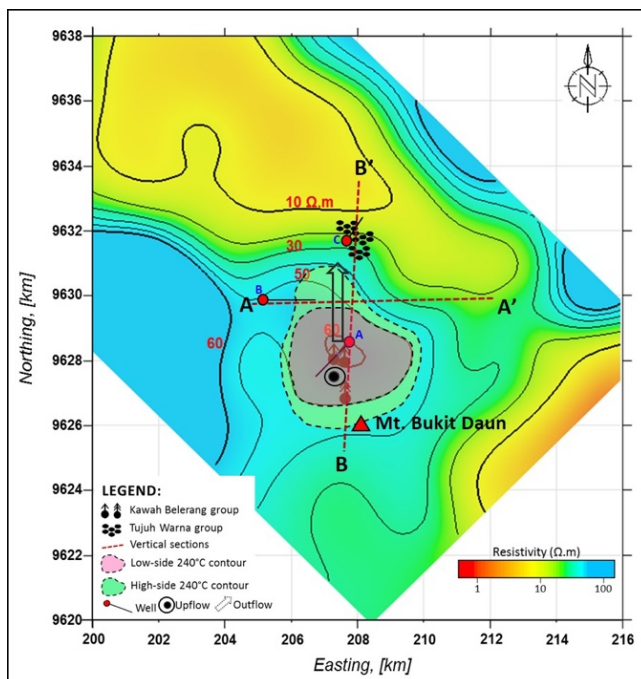 9638
9636
9634
9632
9630
9628
9626
9624
9622
9620
Northing, [km]
N
B'
10 Ω.m
C
30
50
B
A
A'
60
60
A
Mt. Bukit Daun
B
LEGEND:
Kawah Belerang group
Tujuh Warna group
Vertical sections
Low-side 240°C contour
High-side 240°C contour
Well Upflow Outflow
Resistivity (Ω.m)
1 10 100
200 202 204 206 208 210 212 214 216
Easting, [km]